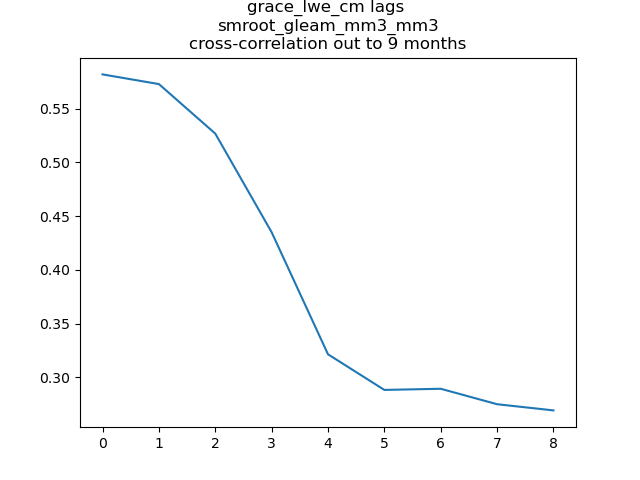 grace_lwe_cm lags
smroot_gleam_mm3_mm3
cross-correlation out to 9 months
0.55
0.50
0.45
0.40
0.35
0.30
0 1 2 3 4 5 6 7 8